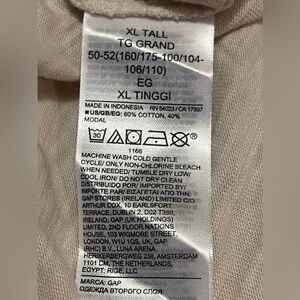 XL TALL
TG GRAND
50-52(160/175-100/104-
106/110)
EG
XL TINGGI
MADE IN INDONESIA RN 54023 / CA 17897
■ US/GB/EG: 60% COTTON, 40%
MODAL
30
1166
MACHINE WASH COLD GENTLE
CYCLE/ ONLY NON-CHLORINE BLEACH
WHEN NEEDED/ TUMBLE DRY LOW/
COOL IRON/ DO NOT DRY CLEAN
DISTRIBUIDO POR/ IMPORTED BY/
IMPORTE PAR/
GAP STORES (IRELAND) LIMITED C/O
ARTHUR COX, 10 EARLSFORT
TERRACE, DUBLIN 2, D02 T380,
IRELAND, GAP (UK HOLDINGS)
LIMITED, 2ND FLOOR NATIONS
HOUSE, 103 WIGMORE STREET,
LONDON, W1U 1QS, UK, GAP
(RHC) BV., LUNA ARENA,
HERIKERBERGWEG 238, AMSTERDAM
1101 CM, THE NETHERLANDS,
EGYPT: RIGE, LLC
MARCA: GAP
ОДЕЖДА ВТОРОГО СЛОЯ